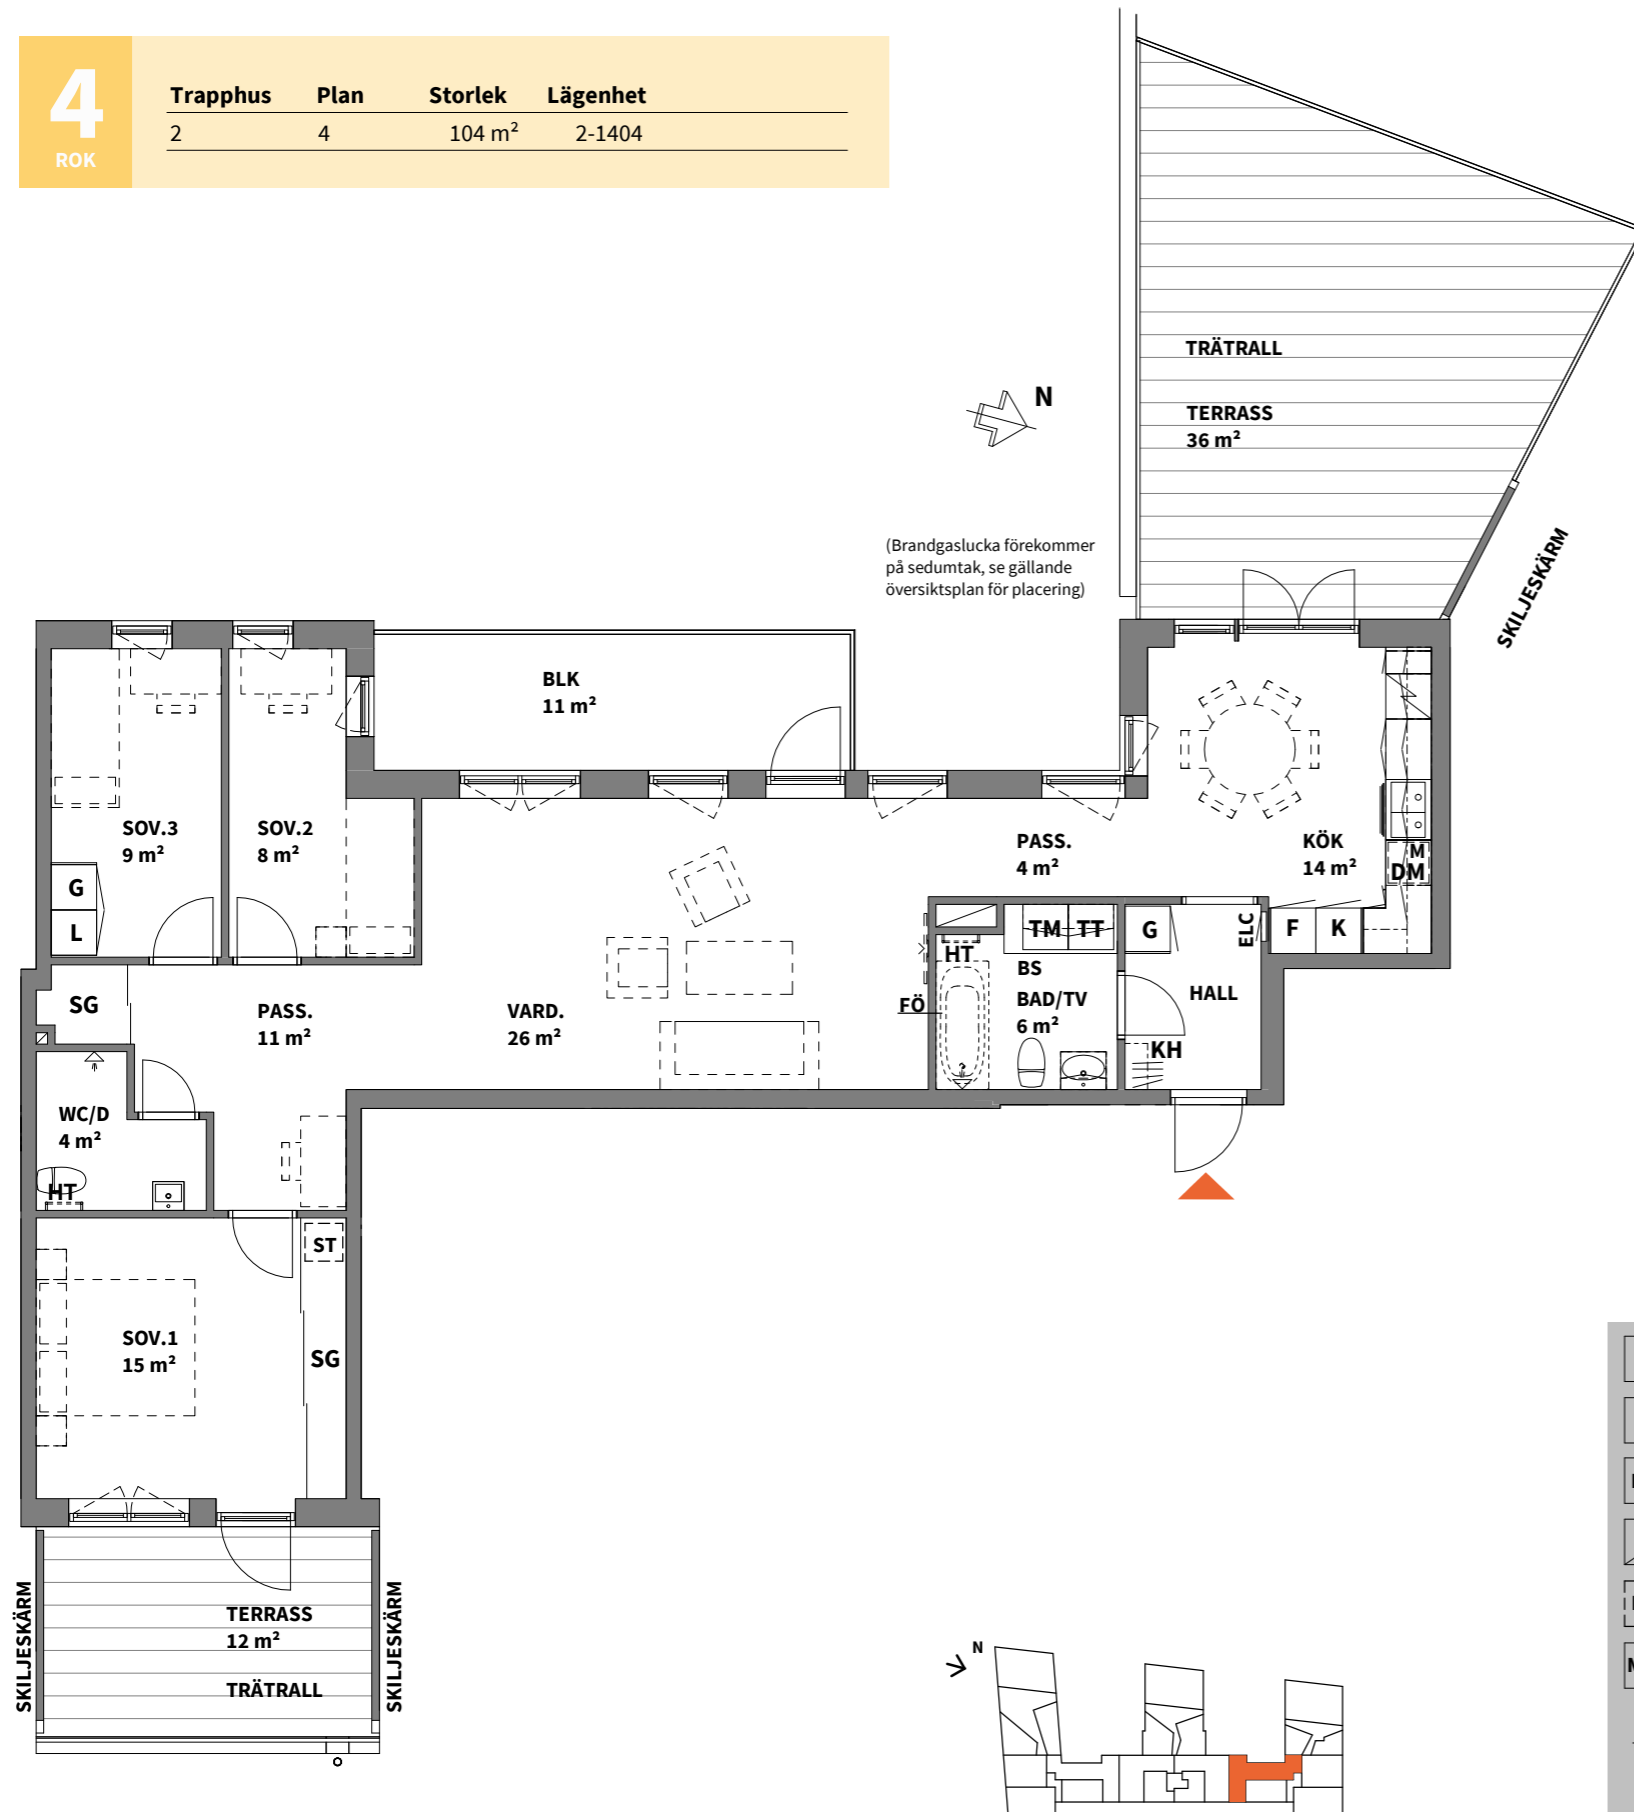 4
ROK
Trapphus Plan Storlek Lägenhet
2 4 104 m² 2-1404
TRÄTRALL
TERRASS
36 m²
N
(Brandgaslucka förekommer
på sedumtak, se gällande
översiktsplan för placering)
SKILJESKÄRM
BLK
11 m²
SOV.3
9 m²
SOV.2
8 m²
PASS.
4 m²
KÖK
14 m²
M
DM
G
L
TM TT
G
ELC
F
K
HT
BS
BAD/TV
6 m²
HALL
KH
FÖ
SG
PASS.
11 m²
VARD.
26 m²
WC/D
4 m²
HT
ST
SOV.1
15 m²
SG
SKILJESKÄRM
TERRASS
12 m²
TRÄTRALL
SKILJESKÄRM
N